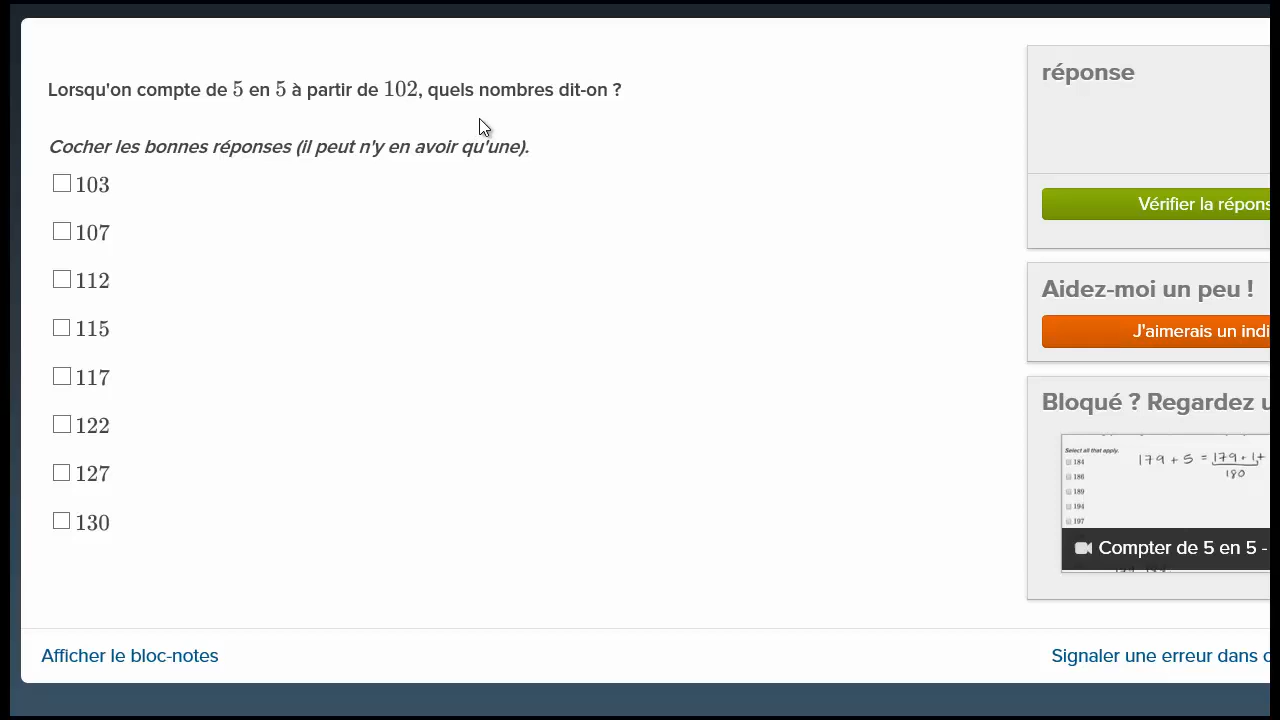 Lorsqu'on compte de 5 en 5 à partir de 102, quels nombres dit-on ?
Cocher les bonnes réponses (il peut n'y en avoir qu'une).
103
107
112
115
117
122
127
130
réponse
Vérifier la répons
Aidez-moi un peu !
J'aimerais un indi
Bloqué ? Regardez u
Select all that apply.
184
186
189
194
197
179 + 5 = 179 + 1 +
180
Compter de 5 en 5 -
Afficher le bloc-notes
Signaler une erreur dans c